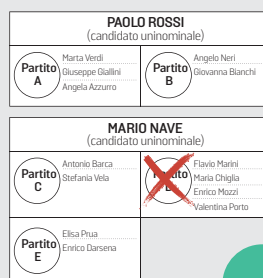 PAOLO ROSSI
(candidato uninominale)
Partito
A
Marta Verdi
Giuseppe Giallini
Angela Azzurro
Partito
B
Angelo Neri
Giovanna Bianchi
MARIO NAVE
(candidato uninominale)
Partito
C
Antonio Barca
Stefania Vela
Flavio Marini
Maria Chiglia
Enrico Mozzi
Valentina Porto
Partito
E
Elisa Prua
Enrico Darsena